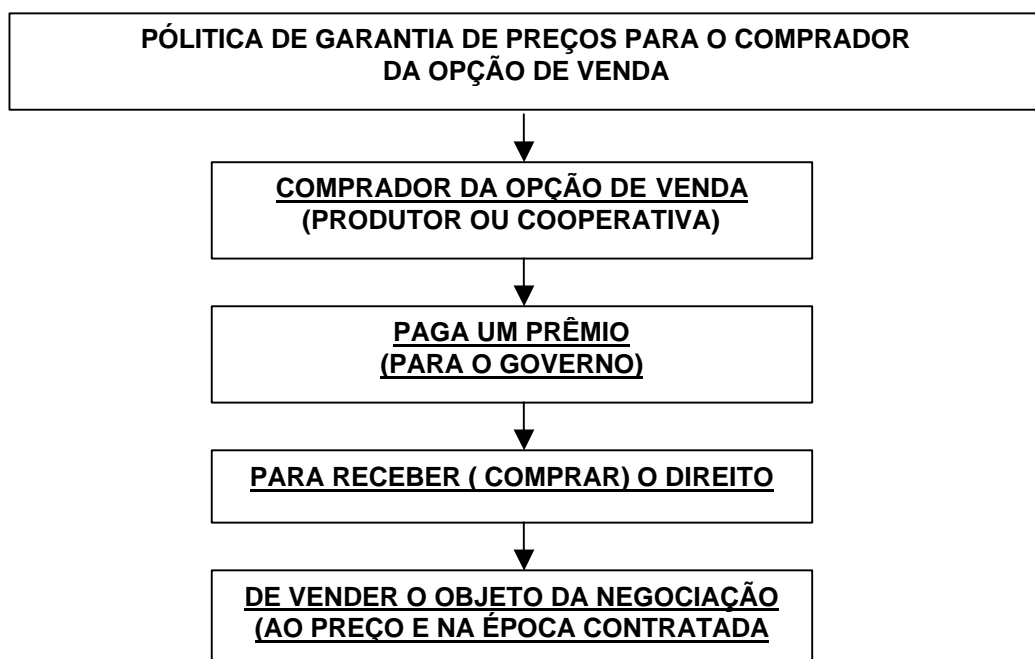 PÓLITICA DE GARANTIA DE PREÇOS PARA O COMPRADOR
DA OPÇÃO DE VENDA
COMPRADOR DA OPÇÃO DE VENDA
(PRODUTOR OU COOPERATIVA)
PAGA UM PRÊMIO
(PARA O GOVERNO)
PARA RECEBER ( COMPRAR) O DIREITO
DE VENDER O OBJETO DA NEGOCIAÇÃO
(AO PREÇO E NA ÉPOCA CONTRATADA